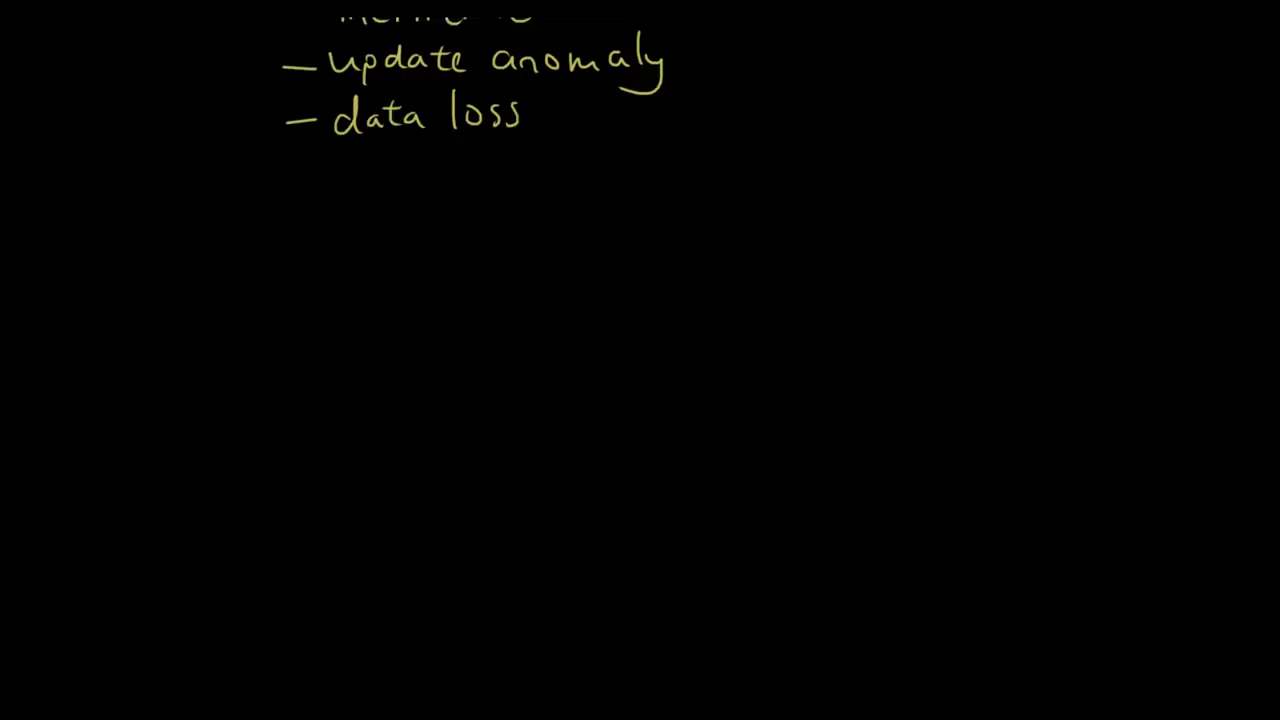 – update anomaly
– data loss